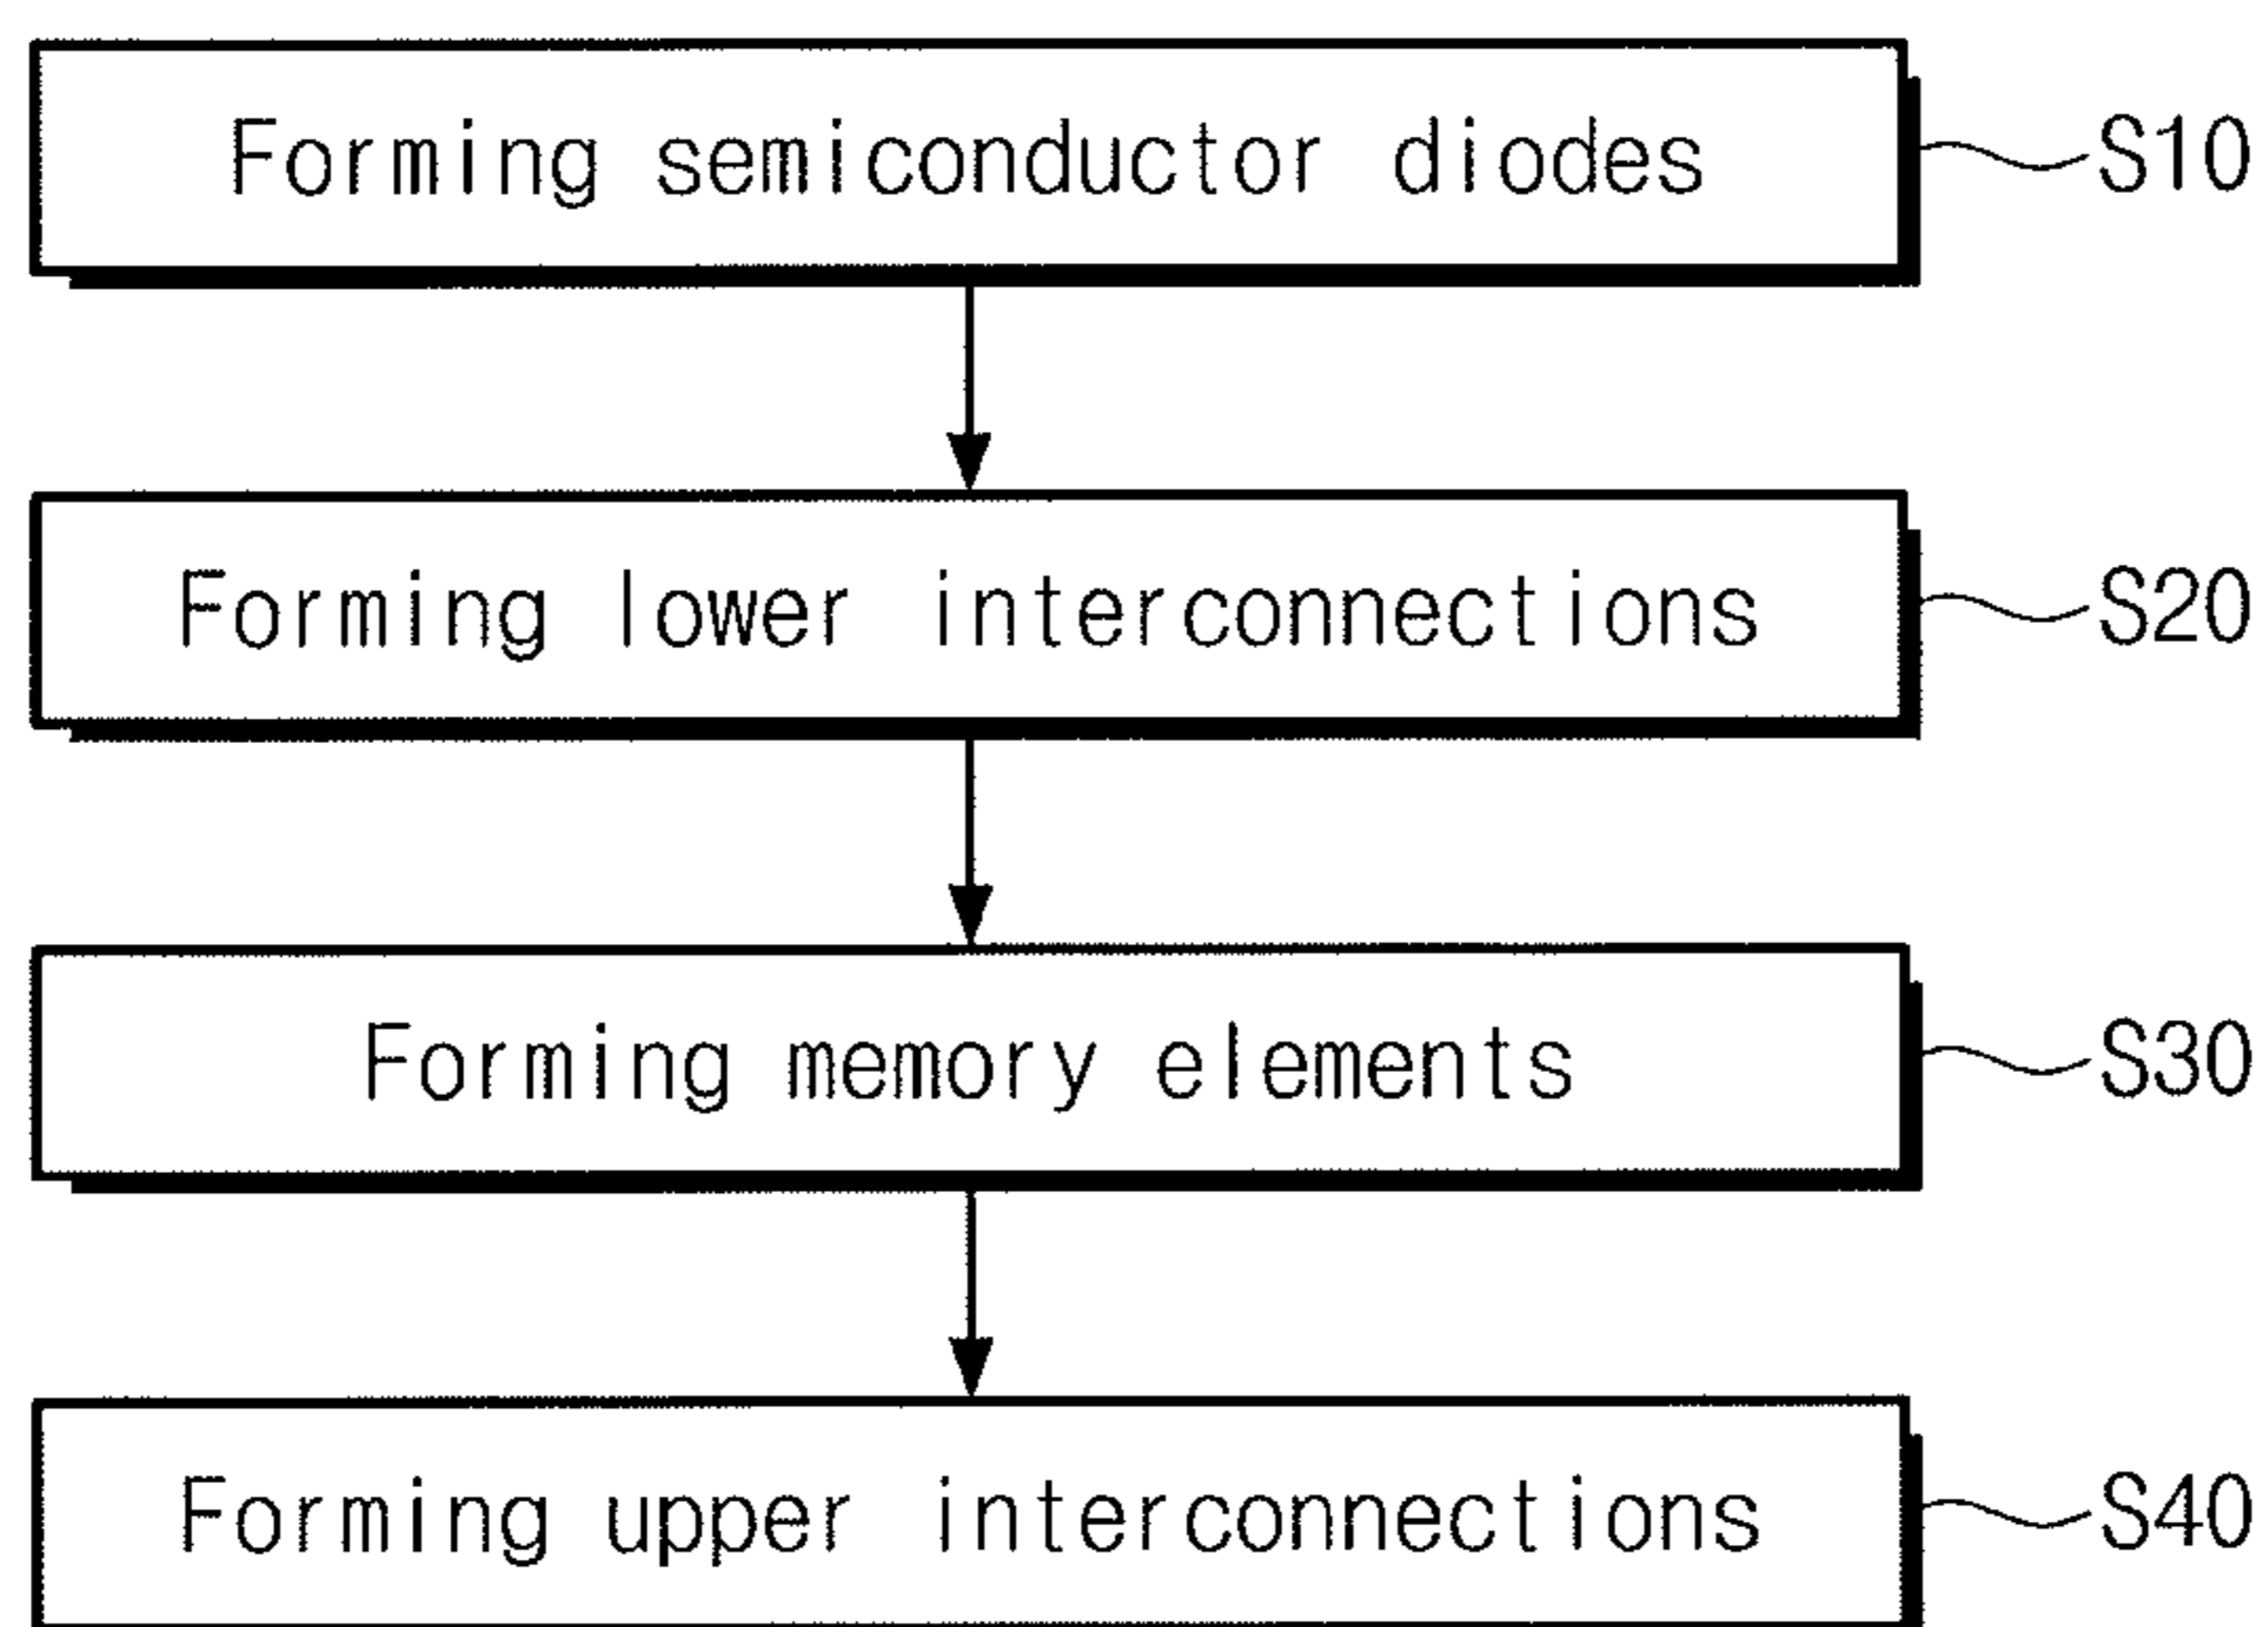 Forming semiconductor diodes S10
Forming lower interconnections S20
Forming memory elements S30
Forming upper interconnections S40